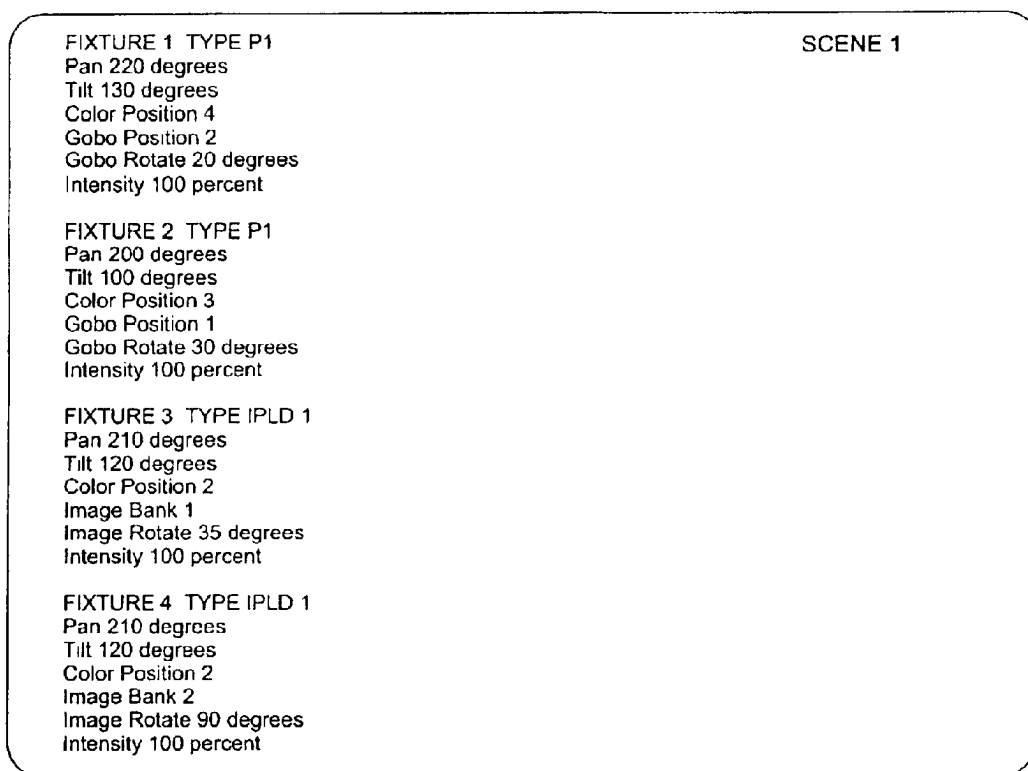 FIXTURE 1 TYPE P1
SCENE 1
Pan 220 degrees
Tilt 130 degrees
Color Position 4
Gobo Position 2
Gobo Rotate 20 degrees
Intensity 100 percent
FIXTURE 2 TYPE P1
Pan 200 degrees
Tilt 100 degrees
Color Position 3
Gobo Position 1
Gobo Rotate 30 degrees
Intensity 100 percent
FIXTURE 3 TYPE IPLD 1
Pan 210 degrees
Tilt 120 degrees
Color Position 2
Image Bank 1
Image Rotate 35 degrees
Intensity 100 percent
FIXTURE 4 TYPE IPLD 1
Pan 210 degrees
Tilt 120 degrees
Color Position 2
Image Bank 2
Image Rotate 90 degrees
Intensity 100 percent